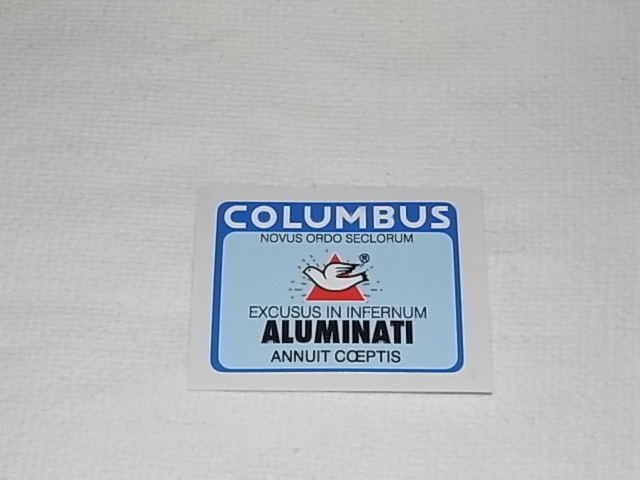 COLUMBUS
NOVUS ORDO SECLORUM
®
EXCUSUS IN INFERNUM
ALUMINATI
ANNUIT CŒPTIS